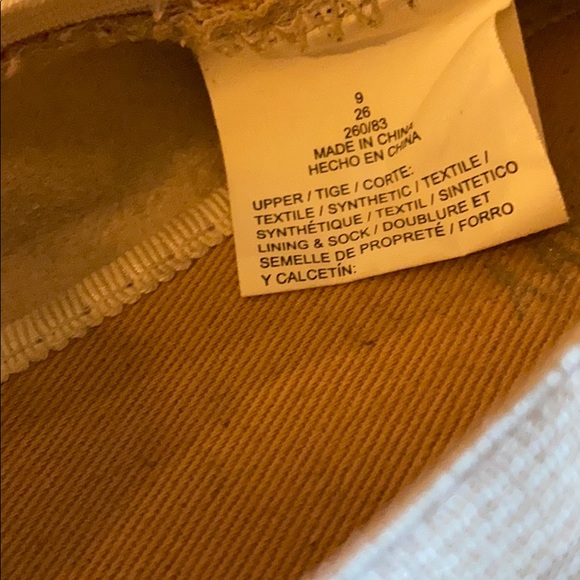 9
26
260/83
MADE IN CHINA
HECHO EN CHINA
UPPER / TIGE / CORTE:
TEXTILE / SYNTHETIC / TEXTILE /
SYNTHÉTIQUE / TEXTIL / SINTETICO
LINING & SOCK / DOUBLURE ET
SEMELLE DE PROPRETÉ / FORRO
Y CALCETÍN: